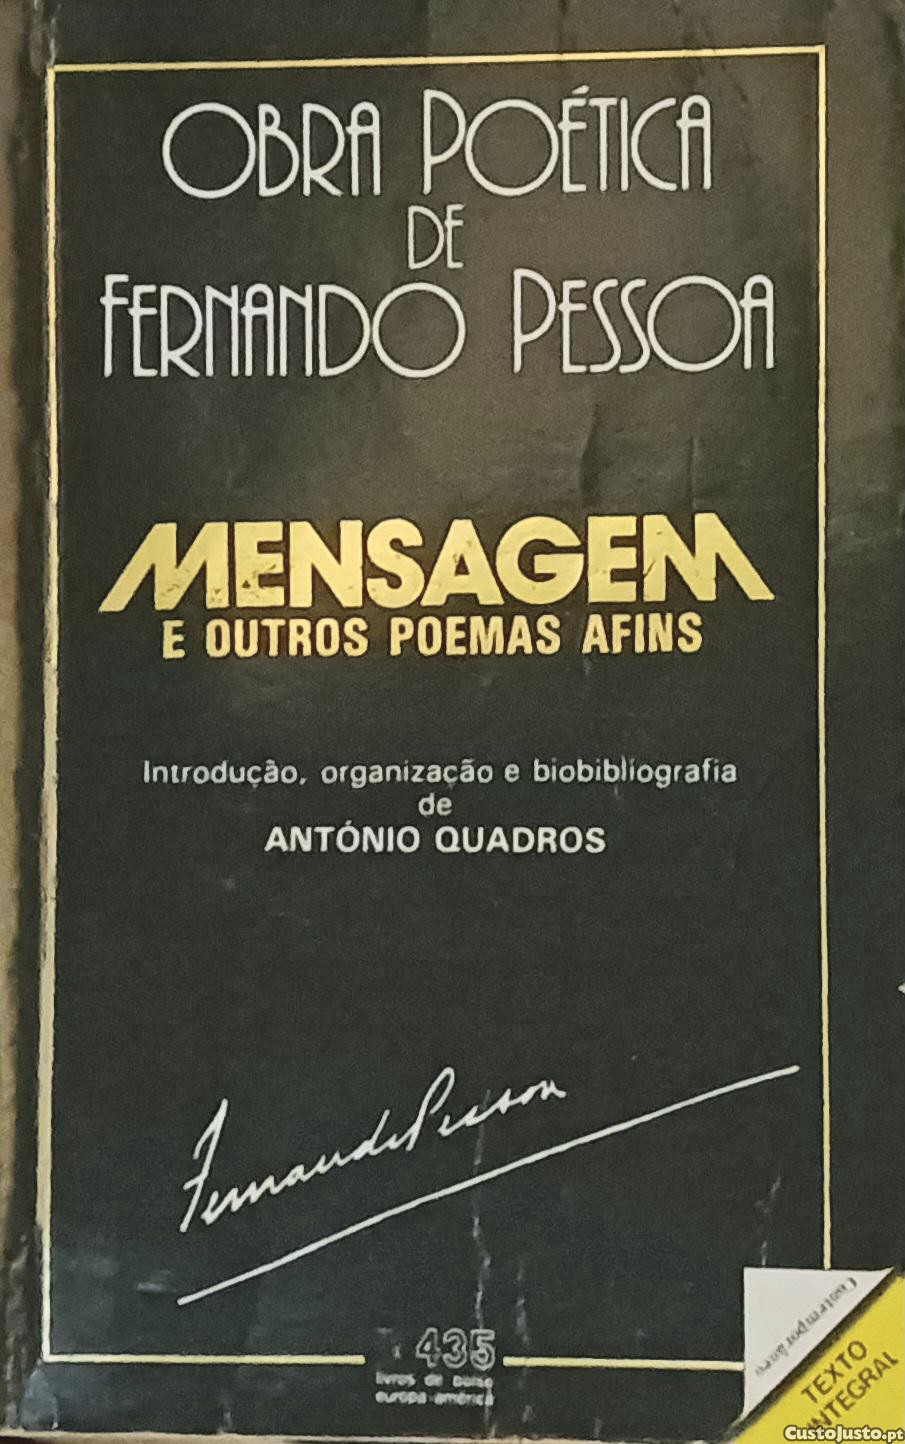 OBRA POÉTICA
DE
FERNANDO PESSOA
MENSAGEM
E OUTROS POEMAS AFINS
Introdução, organização e biobibliografia
de
ANTÓNIO QUADROS
Fernando Pessoa
435
livros de bolso
europa-américa
Contemporânea
TEXTO
INTEGRAL
CustoJusto.pt